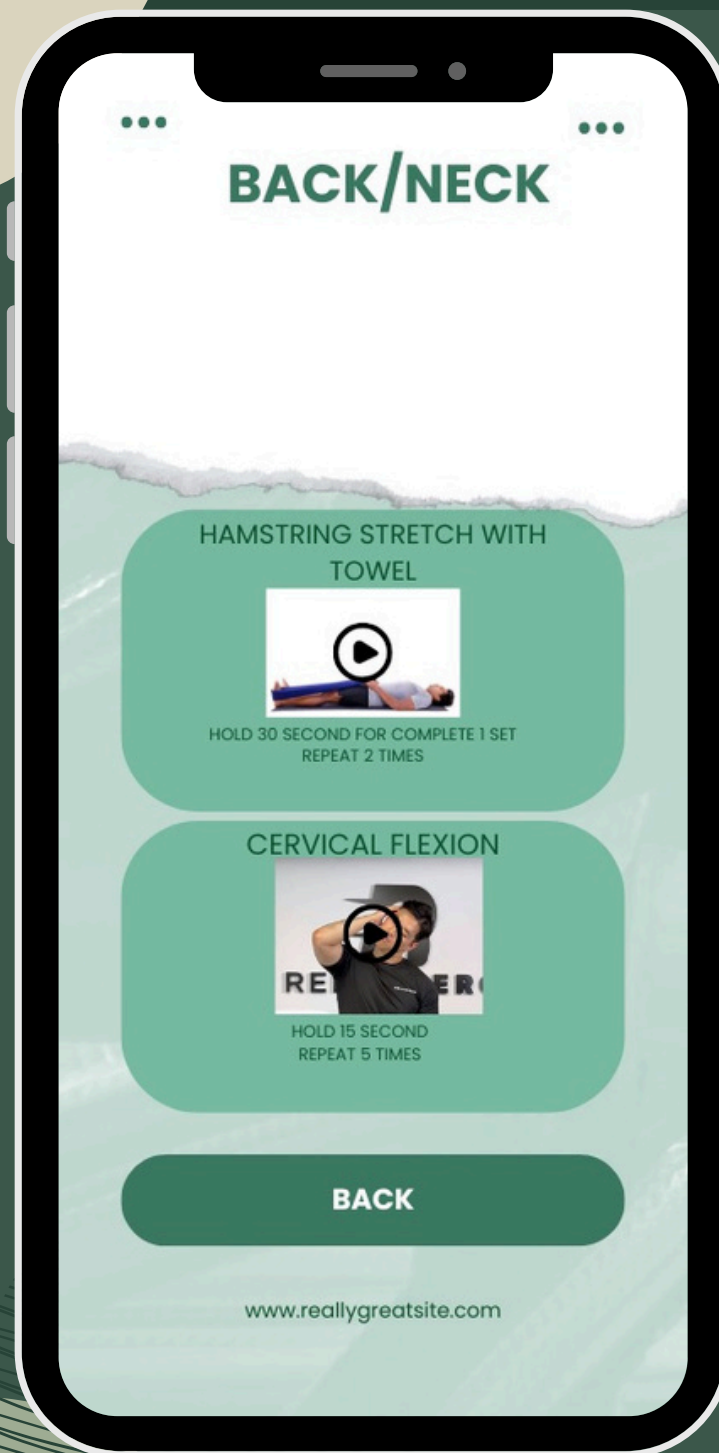 BACK/NECK
HAMSTRING STRETCH WITH
TOWEL
HOLD 30 SECOND FOR COMPLETE 1 SET
REPEAT 2 TIMES
CERVICAL FLEXION
HOLD 15 SECOND
REPEAT 5 TIMES
BACK
www.reallygreatsite.com